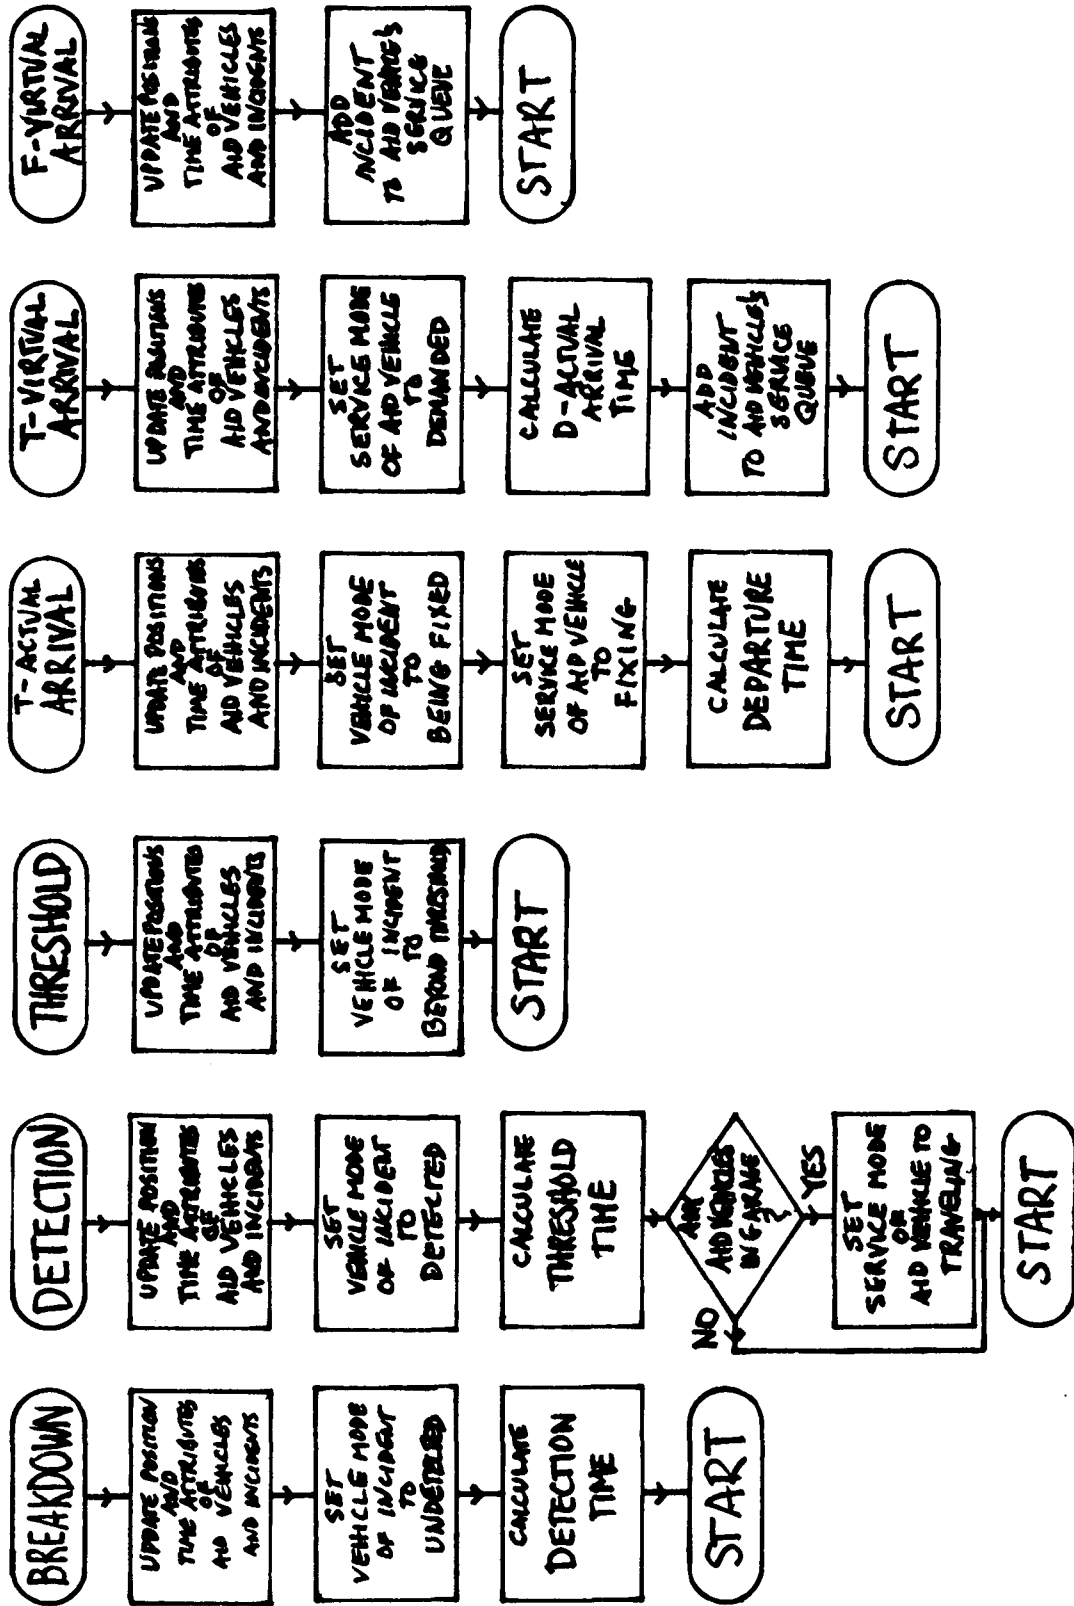 BREAKDOWN
UPDATE POSITION
AND
TIME ATTRIBUTES
OF
AID VEHICLES
AND INCIDENTS
SET
VEHICLE MODE
OF INCIDENT
TO
UNDETECTED
CALCULATE
DETECTION
TIME
START
DETECTION
UPDATE POSITION
AND
TIME ATTRIBUTES
OF
AID VEHICLES
AND INCIDENTS
SET
VEHICLE MODE
OF INCIDENT
TO
DETECTED
CALCULATE
THRESHOLD
TIME
ANY
AID VEHICLES
IN GARAGE
?
NO
YES
SET
SERVICE MODE
OF
AID VEHICLE TO
TRAVELING
START
THRESHOLD
UPDATE POSITIONS
AND
TIME ATTRIBUTES
OF
AID VEHICLES
AND INCIDENTS
SET
VEHICLE MODE
OF INCIDENT
TO
BEYOND THRESHOLD
START
T-ACTUAL
ARRIVAL
UPDATE POSITIONS
AND
TIME ATTRIBUTES
OF
AID VEHICLES
AND INCIDENTS
SET
VEHICLE MODE
OF INCIDENT
TO
BEING FIXED
SET
SERVICE MODE
OF AID VEHICLE
TO
FIXING
CALCULATE
DEPARTURE
TIME
START
T-VIRTUAL
ARRIVAL
UPDATE POSITIONS
AND
TIME ATTRIBUTES
OF
AID VEHICLES
AND INCIDENTS
SET
SERVICE MODE
OF AID VEHICLE
TO
DEMANDED
CALCULATE
D-ACTUAL
ARRIVAL
TIME
ADD
INCIDENT
TO AID VEHICLE'S
SERVICE
QUEUE
START
F-VIRTUAL
ARRIVAL
UPDATE POSITIONS
AND
TIME ATTRIBUTES
OF
AID VEHICLES
AND INCIDENTS
ADD
INCIDENT
TO AID VEHICLE'S
SERVICE
QUEUE
START